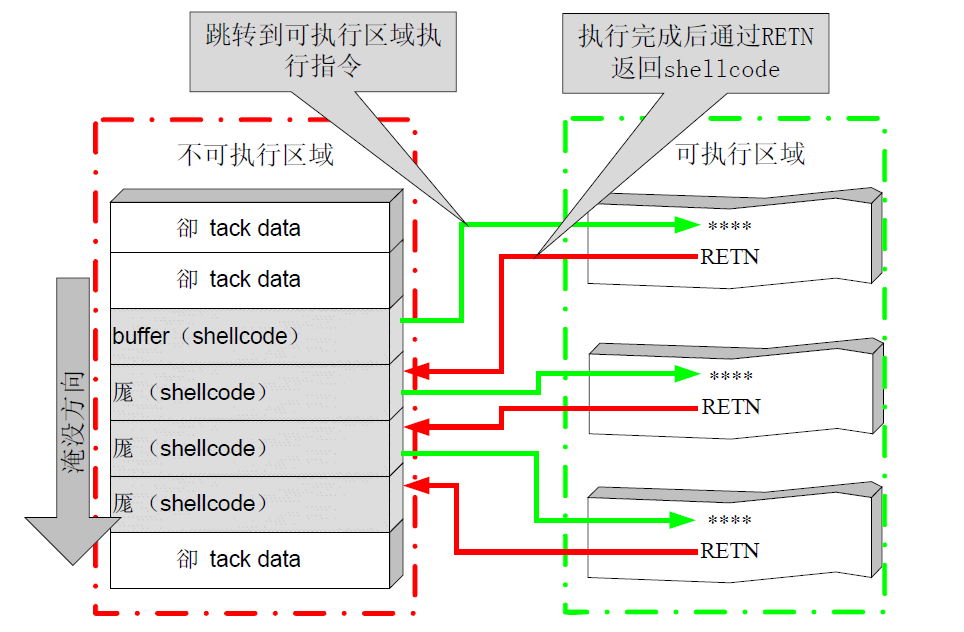 跳转到可执行区域执
行指令
执行完成后通过RETN
返回shellcode
不可执行区域
可执行区域
卻 tack data
卻 tack data
buffer（shellcode）
厖（shellcode）
厖（shellcode）
厖（shellcode）
卻 tack data
淹没方向
****
RETN
****
RETN
****
RETN